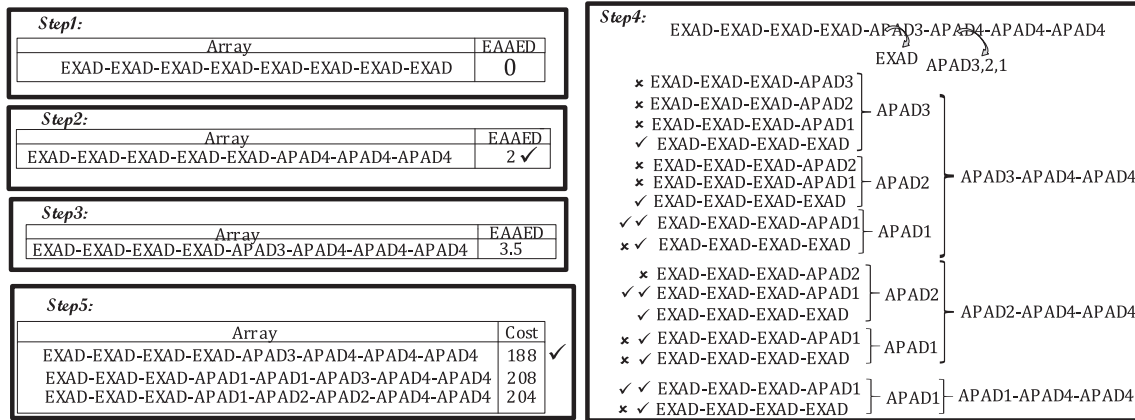 Step1:
Array EAAED
EXAD-EXAD-EXAD-EXAD-EXAD-EXAD-EXAD-EXAD 0
Step2:
Array EAAED
EXAD-EXAD-EXAD-EXAD-EXAD-APAD4-APAD4-APAD4 2 ✓
Step3:
Array EAAED
EXAD-EXAD-EXAD-EXAD-APAD3-APAD4-APAD4-APAD4 3.5
Step5:
Array Cost
EXAD-EXAD-EXAD-EXAD-APAD3-APAD4-APAD4-APAD4 188 ✓
EXAD-EXAD-EXAD-APAD1-APAD1-APAD3-APAD4-APAD4 208
EXAD-EXAD-EXAD-APAD1-APAD2-APAD2-APAD4-APAD4 204
Step4:
EXAD-EXAD-EXAD-EXAD-APAD3-APAD4-APAD4-APAD4
EXAD APAD3,2,1
× EXAD-EXAD-EXAD-APAD3
× EXAD-EXAD-EXAD-APAD2
× EXAD-EXAD-EXAD-APAD1
✓ EXAD-EXAD-EXAD-EXAD
APAD3
× EXAD-EXAD-EXAD-APAD2
× EXAD-EXAD-EXAD-APAD1
✓ EXAD-EXAD-EXAD-EXAD
APAD2
✓ ✓ EXAD-EXAD-EXAD-APAD1
× ✓ EXAD-EXAD-EXAD-EXAD
APAD1
APAD3-APAD4-APAD4
× EXAD-EXAD-EXAD-APAD2
✓ ✓ EXAD-EXAD-EXAD-APAD1
✓ EXAD-EXAD-EXAD-EXAD
APAD2
× ✓ EXAD-EXAD-EXAD-APAD1
× ✓ EXAD-EXAD-EXAD-EXAD
APAD1
APAD2-APAD4-APAD4
✓ ✓ EXAD-EXAD-EXAD-APAD1
× ✓ EXAD-EXAD-EXAD-EXAD
APAD1
APAD1-APAD4-APAD4